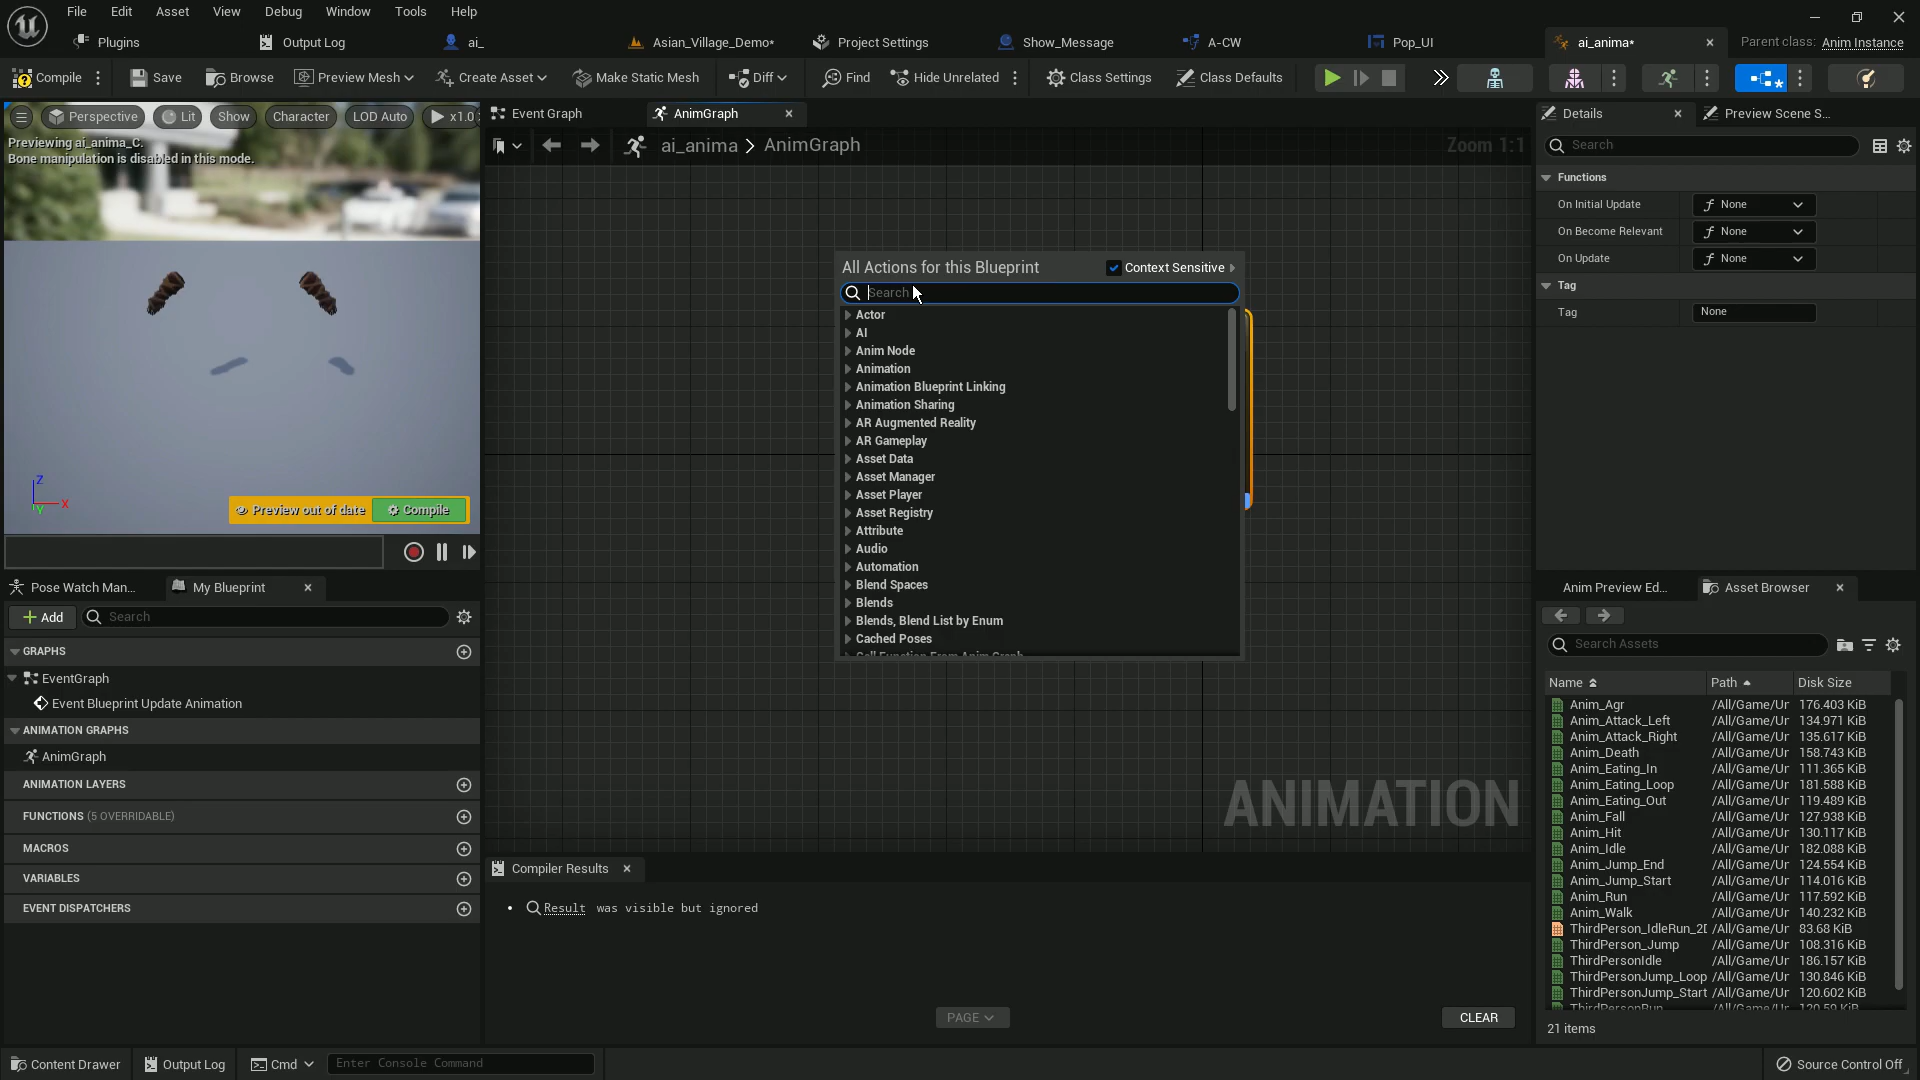 File Edit Asset View Debug Window Tools Help
Plugins Output Log ai_ Asian_Village_Demo* Project Settings Show_Message A-CW Pop_UI ai_anima* Parent class: Anim Instance
Compile Save Browse Preview Mesh Create Asset Make Static Mesh Diff Find Hide Unrelated Class Settings Class Defaults
Perspective Lit Show Character LOD Auto x1.0
Previewing ai_anima_C.
Bone manipulation is disabled in this mode.
Z
X
Y
Preview out of date Compile
Pose Watch Man... My Blueprint
Add Search
GRAPHS
EventGraph
Event Blueprint Update Animation
ANIMATION GRAPHS
AnimGraph
ANIMATION LAYERS
FUNCTIONS (5 OVERRIDABLE)
MACROS
VARIABLES
EVENT DISPATCHERS
Event Graph AnimGraph
ai_anima > AnimGraph Zoom 1:1
All Actions for this Blueprint Context Sensitive
Search
Actor
AI
Anim Node
Animation
Animation Blueprint Linking
Animation Sharing
AR Augmented Reality
AR Gameplay
Asset Data
Asset Manager
Asset Player
Asset Registry
Attribute
Audio
Automation
Blend Spaces
Blends
Blends, Blend List by Enum
Cached Poses
Call Function From Anim Graph
ANIMATION
Compiler Results
Result was visible but ignored
PAGE CLEAR
Details Preview Scene S...
Search
Functions
On Initial Update None
On Become Relevant None
On Update None
Tag
Tag None
Anim Preview Ed... Asset Browser
Search Assets
Name Path Disk Size
Anim_Agr /All/Game/Ur 176.403 KiB
Anim_Attack_Left /All/Game/Ur 134.971 KiB
Anim_Attack_Right /All/Game/Ur 135.617 KiB
Anim_Death /All/Game/Ur 158.743 KiB
Anim_Eating_In /All/Game/Ur 111.365 KiB
Anim_Eating_Loop /All/Game/Ur 181.588 KiB
Anim_Eating_Out /All/Game/Ur 119.489 KiB
Anim_Fall /All/Game/Ur 127.938 KiB
Anim_Hit /All/Game/Ur 130.117 KiB
Anim_Idle /All/Game/Ur 182.088 KiB
Anim_Jump_End /All/Game/Ur 124.554 KiB
Anim_Jump_Start /All/Game/Ur 114.016 KiB
Anim_Run /All/Game/Ur 117.592 KiB
Anim_Walk /All/Game/Ur 140.232 KiB
ThirdPerson_IdleRun_2D /All/Game/Ur 83.68 KiB
ThirdPerson_Jump /All/Game/Ur 108.316 KiB
ThirdPersonIdle /All/Game/Ur 186.157 KiB
ThirdPersonJump_Loop /All/Game/Ur 130.846 KiB
ThirdPersonJump_Start /All/Game/Ur 120.602 KiB
ThirdPersonRun /All/Game/Ur 120.59 KiB
21 items
Content Drawer Output Log Cmd Enter Console Command Source Control Off